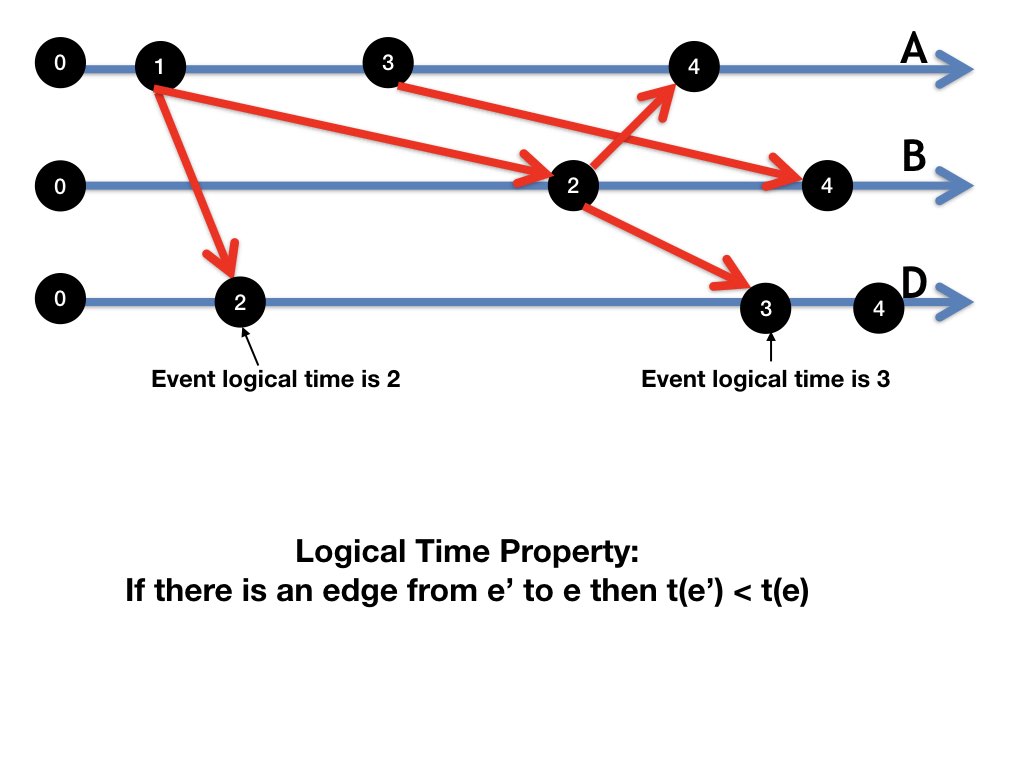 0 1 3 4 A
0 2 4 B
0 2 3 4 D
Event logical time is 2
Event logical time is 3
Logical Time Property:
If there is an edge from e’ to e then t(e’) < t(e)